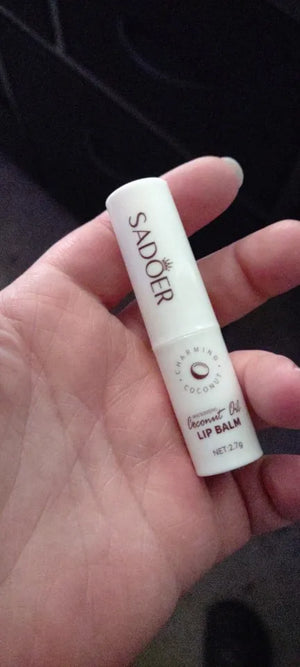 SADOER
CHARMING
COCONUT
Coconut Oil
LIP BALM
NET:2.7g